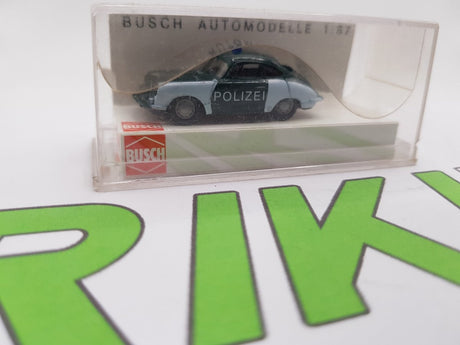 BUSCH AUTOMODELLE 1:87
POLIZEI
BUSCH
RIK